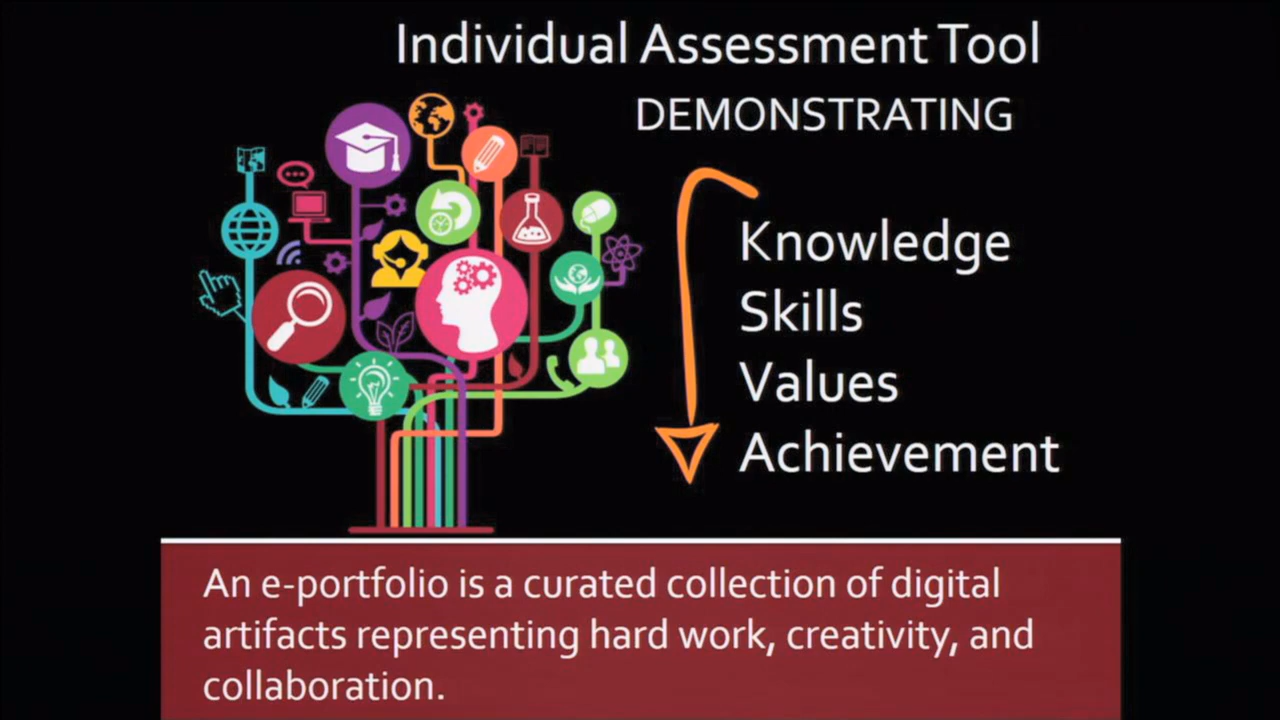 Individual Assessment Tool
DEMONSTRATING
Knowledge
Skills
Values
Achievement
An e-portfolio is a curated collection of digital
artifacts representing hard work, creativity, and
collaboration.